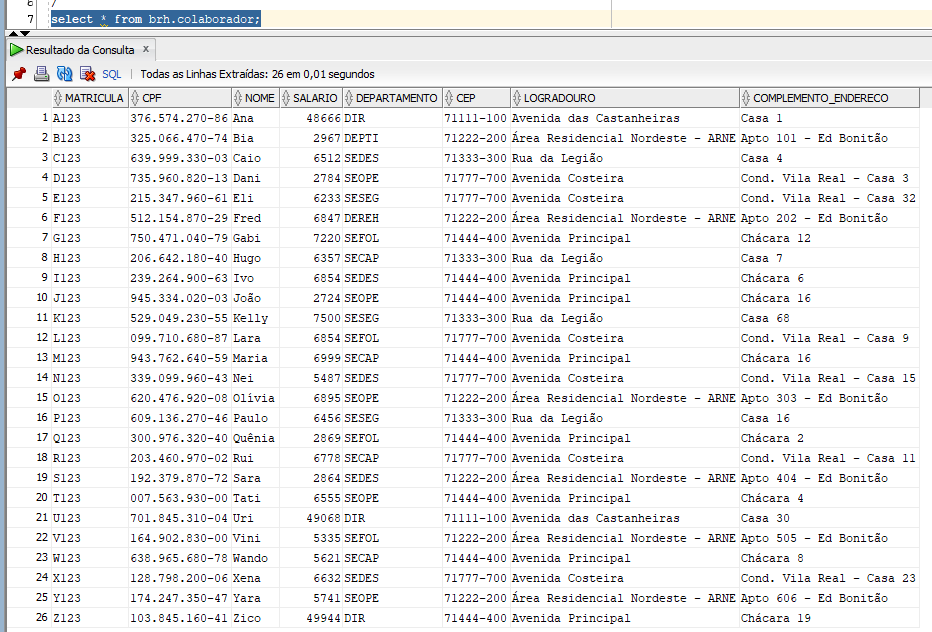 6 /
7 select * from brh.colaborador;
Resultado da Consulta x
SQL | Todas as Linhas Extraídas: 26 em 0,01 segundos
MATRICULA CPF NOME SALARIO DEPARTAMENTO CEP LOGRADOURO COMPLEMENTO_ENDERECO
1 A123 376.574.270-86 Ana 48666 DIR 71111-100 Avenida das Castanheiras Casa 1
2 B123 325.066.470-74 Bia 2967 DEPTI 71222-200 Área Residencial Nordeste - ARNE Apto 101 - Ed Bonitão
3 C123 639.999.330-03 Caio 6512 SEDES 71333-300 Rua da Legião Casa 4
4 D123 735.960.820-13 Dani 2784 SEOPE 71777-700 Avenida Costeira Cond. Vila Real - Casa 3
5 E123 215.347.960-61 Eli 6233 SESEG 71777-700 Avenida Costeira Cond. Vila Real - Casa 32
6 F123 512.154.870-29 Fred 6847 DEREH 71222-200 Área Residencial Nordeste - ARNE Apto 202 - Ed Bonitão
7 G123 750.471.040-79 Gabi 7220 SEFOL 71444-400 Avenida Principal Chácara 12
8 H123 206.642.180-40 Hugo 6357 SECAP 71333-300 Rua da Legião Casa 7
9 I123 239.264.900-63 Ivo 6854 SEDES 71444-400 Avenida Principal Chácara 6
10 J123 945.334.020-03 João 2724 SEOPE 71444-400 Avenida Principal Chácara 16
11 K123 529.049.230-55 Kelly 7500 SESEG 71333-300 Rua da Legião Casa 68
12 L123 099.710.680-87 Lara 6854 SEFOL 71777-700 Avenida Costeira Cond. Vila Real - Casa 9
13 M123 943.762.640-59 Maria 6999 SECAP 71444-400 Avenida Principal Chácara 16
14 N123 339.099.960-43 Nei 5487 SEDES 71777-700 Avenida Costeira Cond. Vila Real - Casa 15
15 O123 620.476.920-08 Olívia 6895 SEOPE 71222-200 Área Residencial Nordeste - ARNE Apto 303 - Ed Bonitão
16 P123 609.136.270-46 Paulo 6456 SESEG 71333-300 Rua da Legião Casa 16
17 Q123 300.976.320-40 Quênia 2869 SEFOL 71444-400 Avenida Principal Chácara 2
18 R123 203.460.970-02 Rui 6778 SECAP 71777-700 Avenida Costeira Cond. Vila Real - Casa 11
19 S123 192.379.870-72 Sara 2864 SEDES 71222-200 Área Residencial Nordeste - ARNE Apto 404 - Ed Bonitão
20 T123 007.563.930-00 Tati 6555 SEOPE 71444-400 Avenida Principal Chácara 4
21 U123 701.845.310-04 Uri 49068 DIR 71111-100 Avenida das Castanheiras Casa 30
22 V123 164.902.830-00 Vini 5335 SEFOL 71222-200 Área Residencial Nordeste - ARNE Apto 505 - Ed Bonitão
23 W123 638.965.680-78 Wando 5621 SECAP 71444-400 Avenida Principal Chácara 8
24 X123 128.798.200-06 Xena 6632 SEDES 71777-700 Avenida Costeira Cond. Vila Real - Casa 23
25 Y123 174.247.350-47 Yara 5741 SEOPE 71222-200 Área Residencial Nordeste - ARNE Apto 606 - Ed Bonitão
26 Z123 103.845.160-41 Zico 49944 DIR 71444-400 Avenida Principal Chácara 19